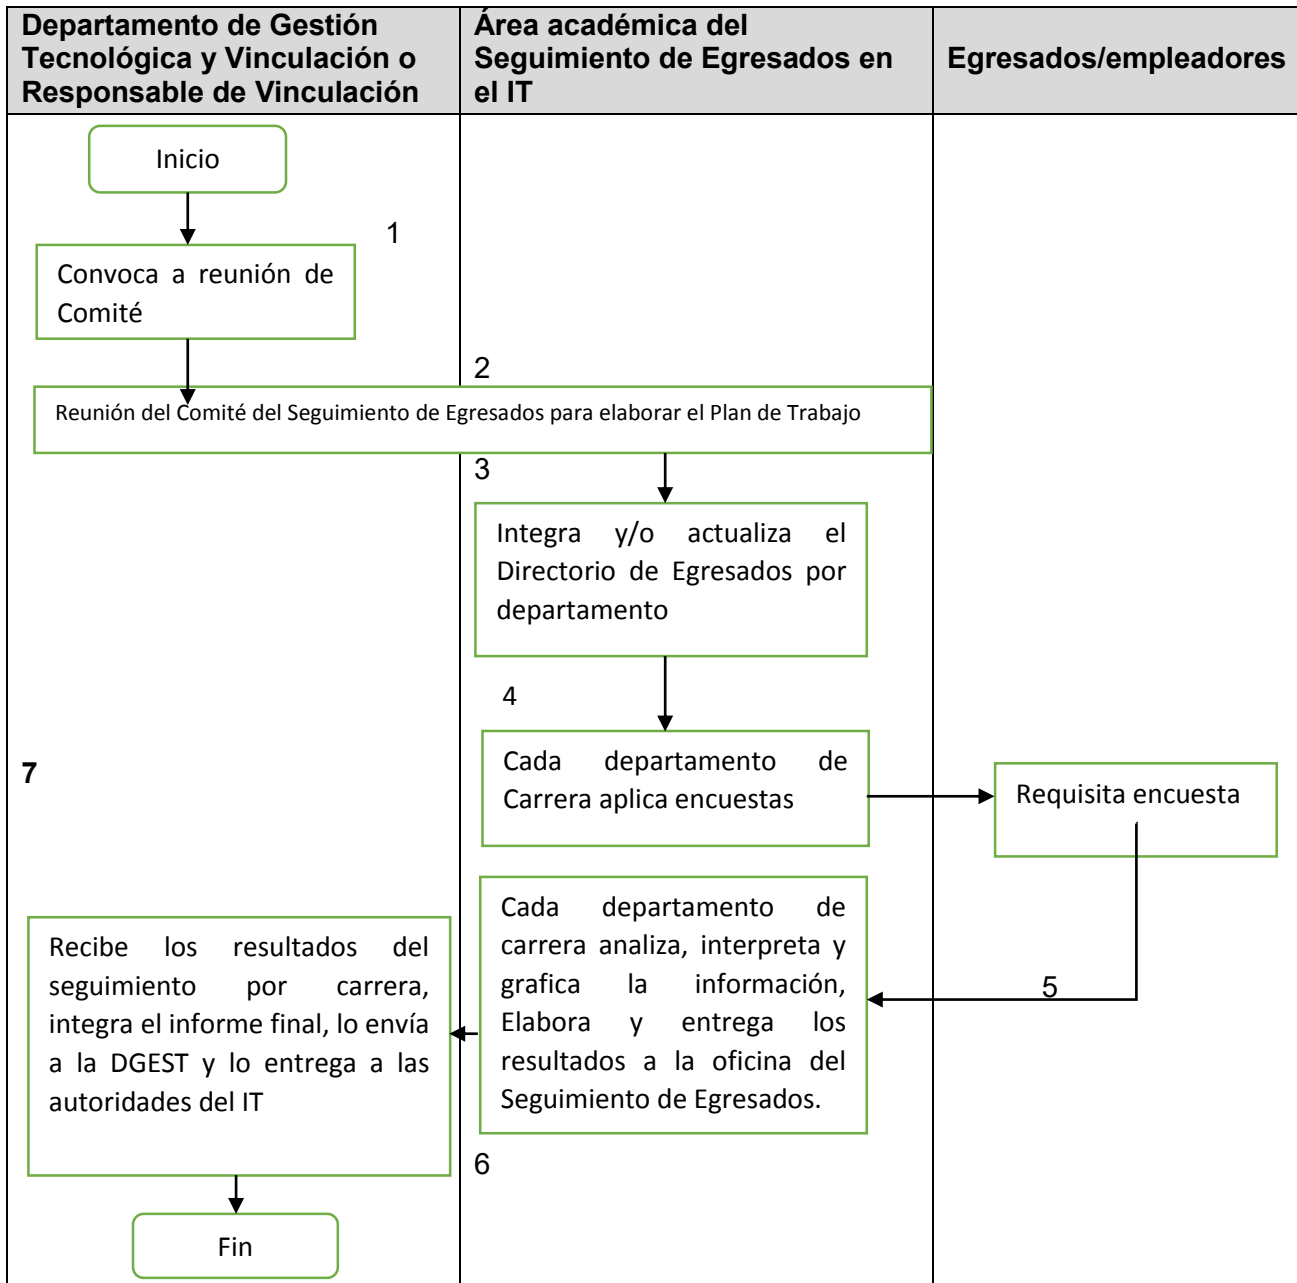 Departamento de Gestión
Tecnológica y Vinculación o
Responsable de Vinculación
Área académica del
Seguimiento de Egresados en
el IT
Egresados/empleadores
Inicio
1
Convoca a reunión de
Comité
2
Reunión del Comité del Seguimiento de Egresados para elaborar el Plan de Trabajo
3
Integra y/o actualiza el
Directorio de Egresados por
departamento
4
Cada departamento de
Carrera aplica encuestas
Requisita encuesta
5
Cada departamento de
carrera analiza, interpreta y
grafica la información,
Elabora y entrega los
resultados a la oficina del
Seguimiento de Egresados.
6
7
Recibe los resultados del
seguimiento por carrera,
integra el informe final, lo envía
a la DGEST y lo entrega a las
autoridades del IT
Fin